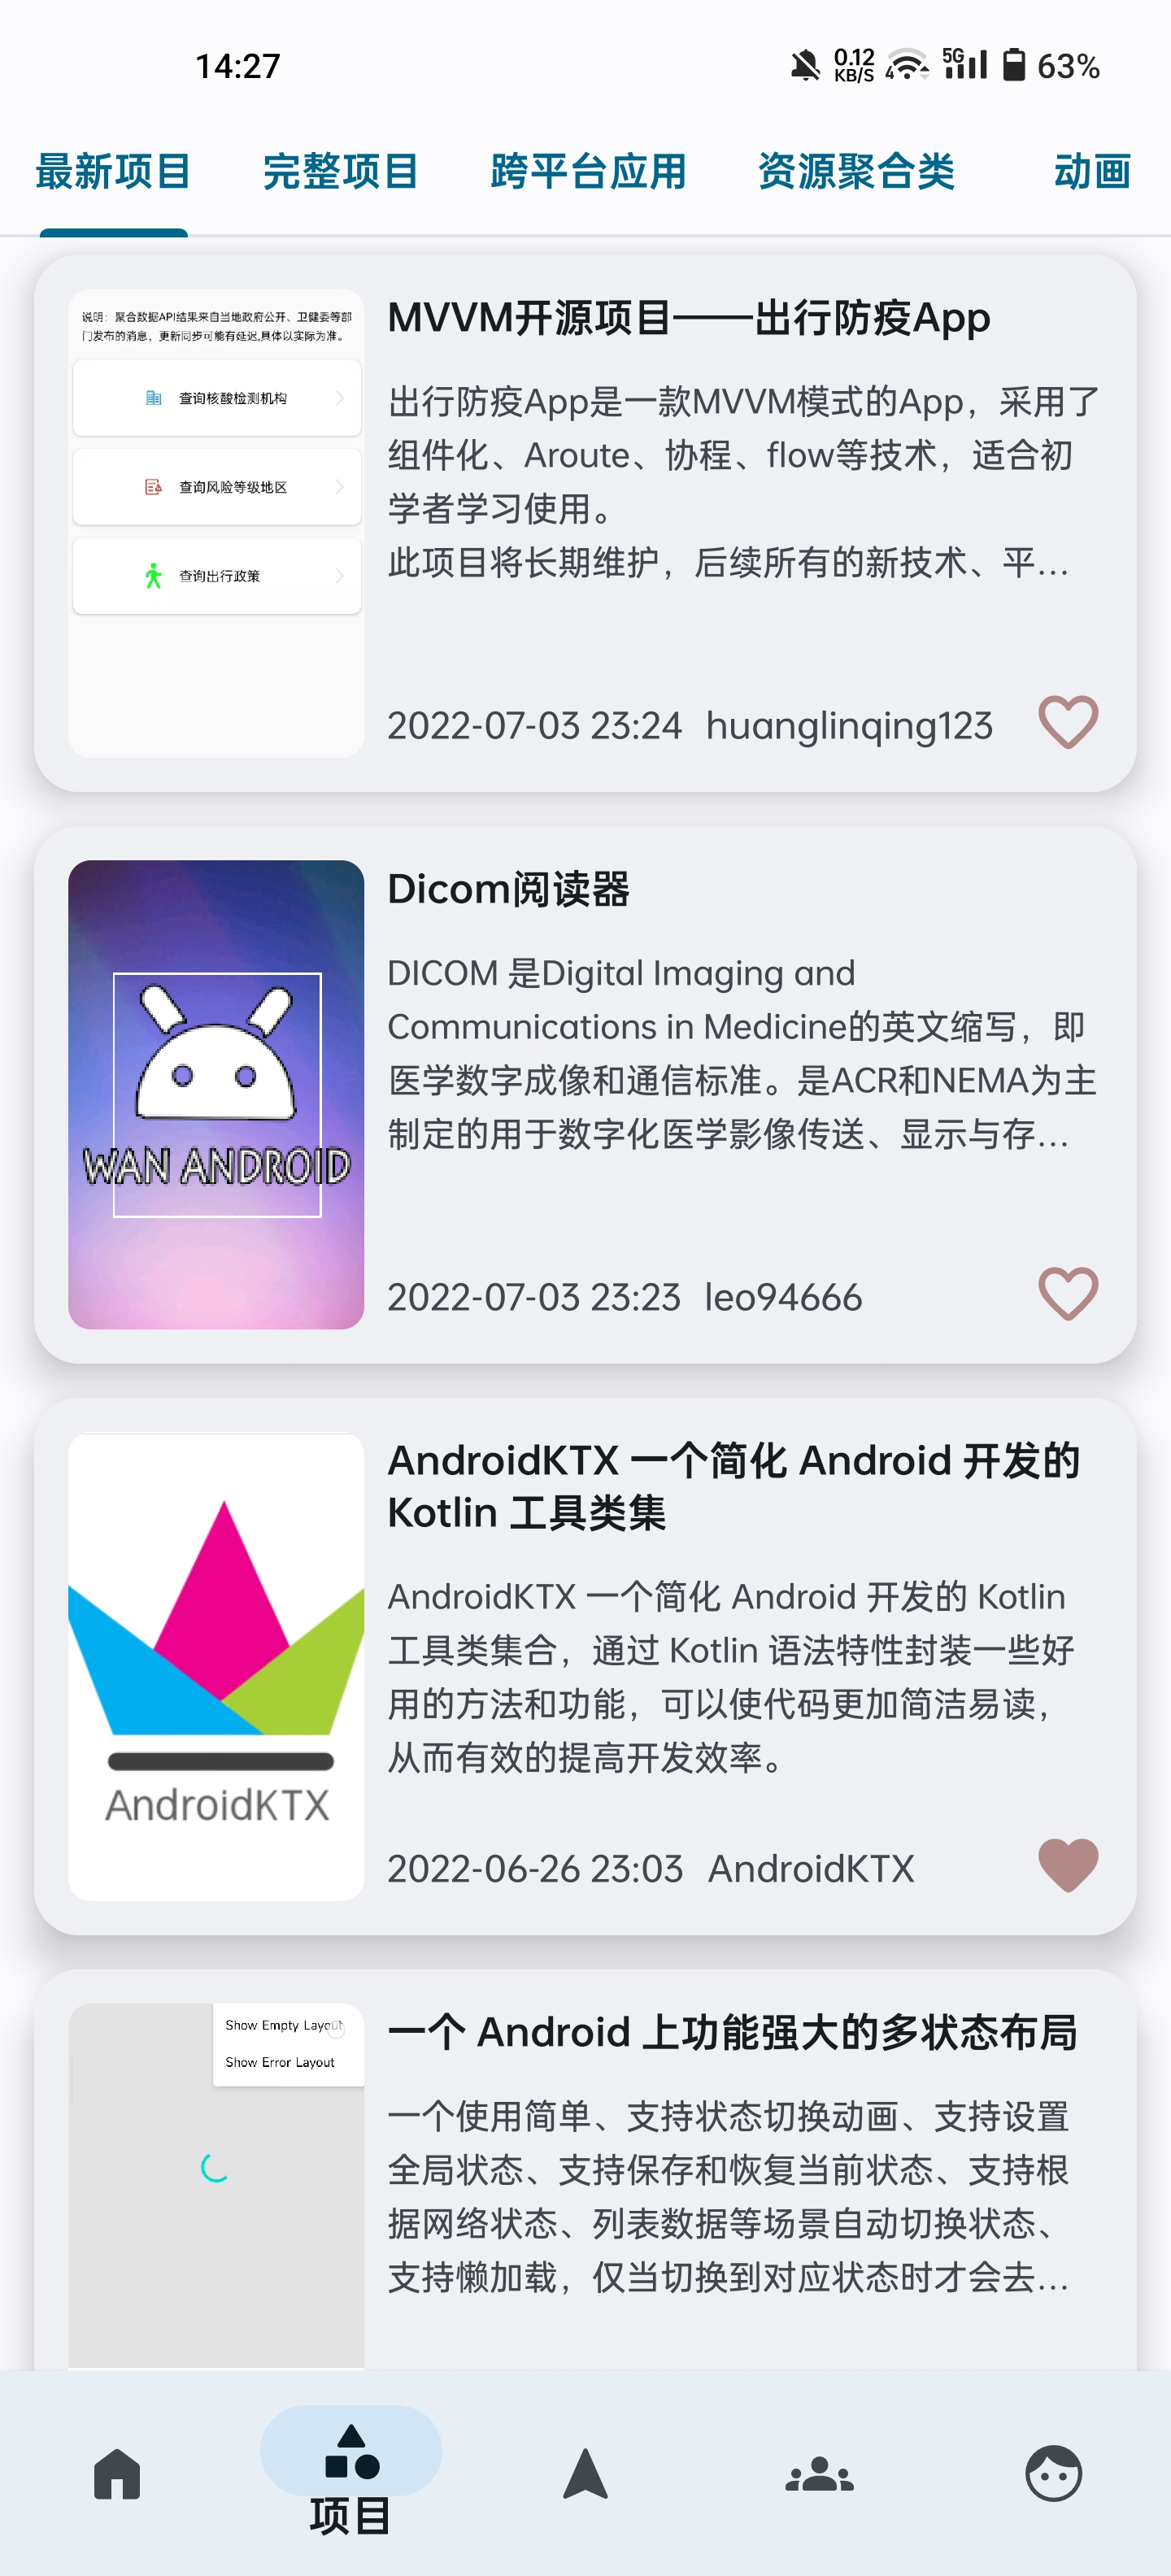 14:27
0.12
KB/S
4
5G
63%
最新项目
完整项目
跨平台应用
资源聚合类
动画
说明：聚合数据API结果来自当地政府公开、卫健委等部
门发布的消息，更新同步可能有延迟,具体以实际为准。
查询核酸检测机构
查询风险等级地区
查询出行政策
MVVM开源项目——出行防疫App
出行防疫App是一款MVVM模式的App，采用了
组件化、Aroute、协程、flow等技术，适合初
学者学习使用。
此项目将长期维护，后续所有的新技术、平...
2022-07-03 23:24 huanglinqing123
WAN ANDROID
Dicom阅读器
DICOM 是Digital Imaging and
Communications in Medicine的英文缩写，即
医学数字成像和通信标准。是ACR和NEMA为主
制定的用于数字化医学影像传送、显示与存...
2022-07-03 23:23 leo94666
AndroidKTX
AndroidKTX 一个简化 Android 开发的
Kotlin 工具类集
AndroidKTX 一个简化 Android 开发的 Kotlin
工具类集合，通过 Kotlin 语法特性封装一些好
用的方法和功能，可以使代码更加简洁易读，
从而有效的提高开发效率。
2022-06-26 23:03 AndroidKTX
Show Empty Layout
Show Error Layout
一个 Android 上功能强大的多状态布局
一个使用简单、支持状态切换动画、支持设置
全局状态、支持保存和恢复当前状态、支持根
据网络状态、列表数据等场景自动切换状态、
支持懒加载，仅当切换到对应状态时才会去...
项目